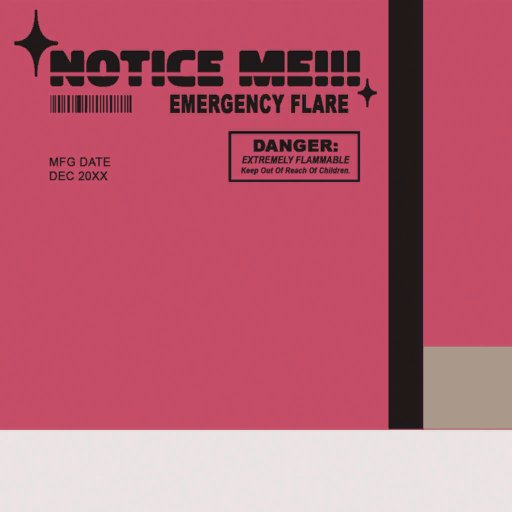 NOTICE ME!!!
EMERGENCY FLARE
DANGER:
EXTREMELY FLAMMABLE
Keep Out Of Reach Of Children.
MFG DATE
DEC 20XX